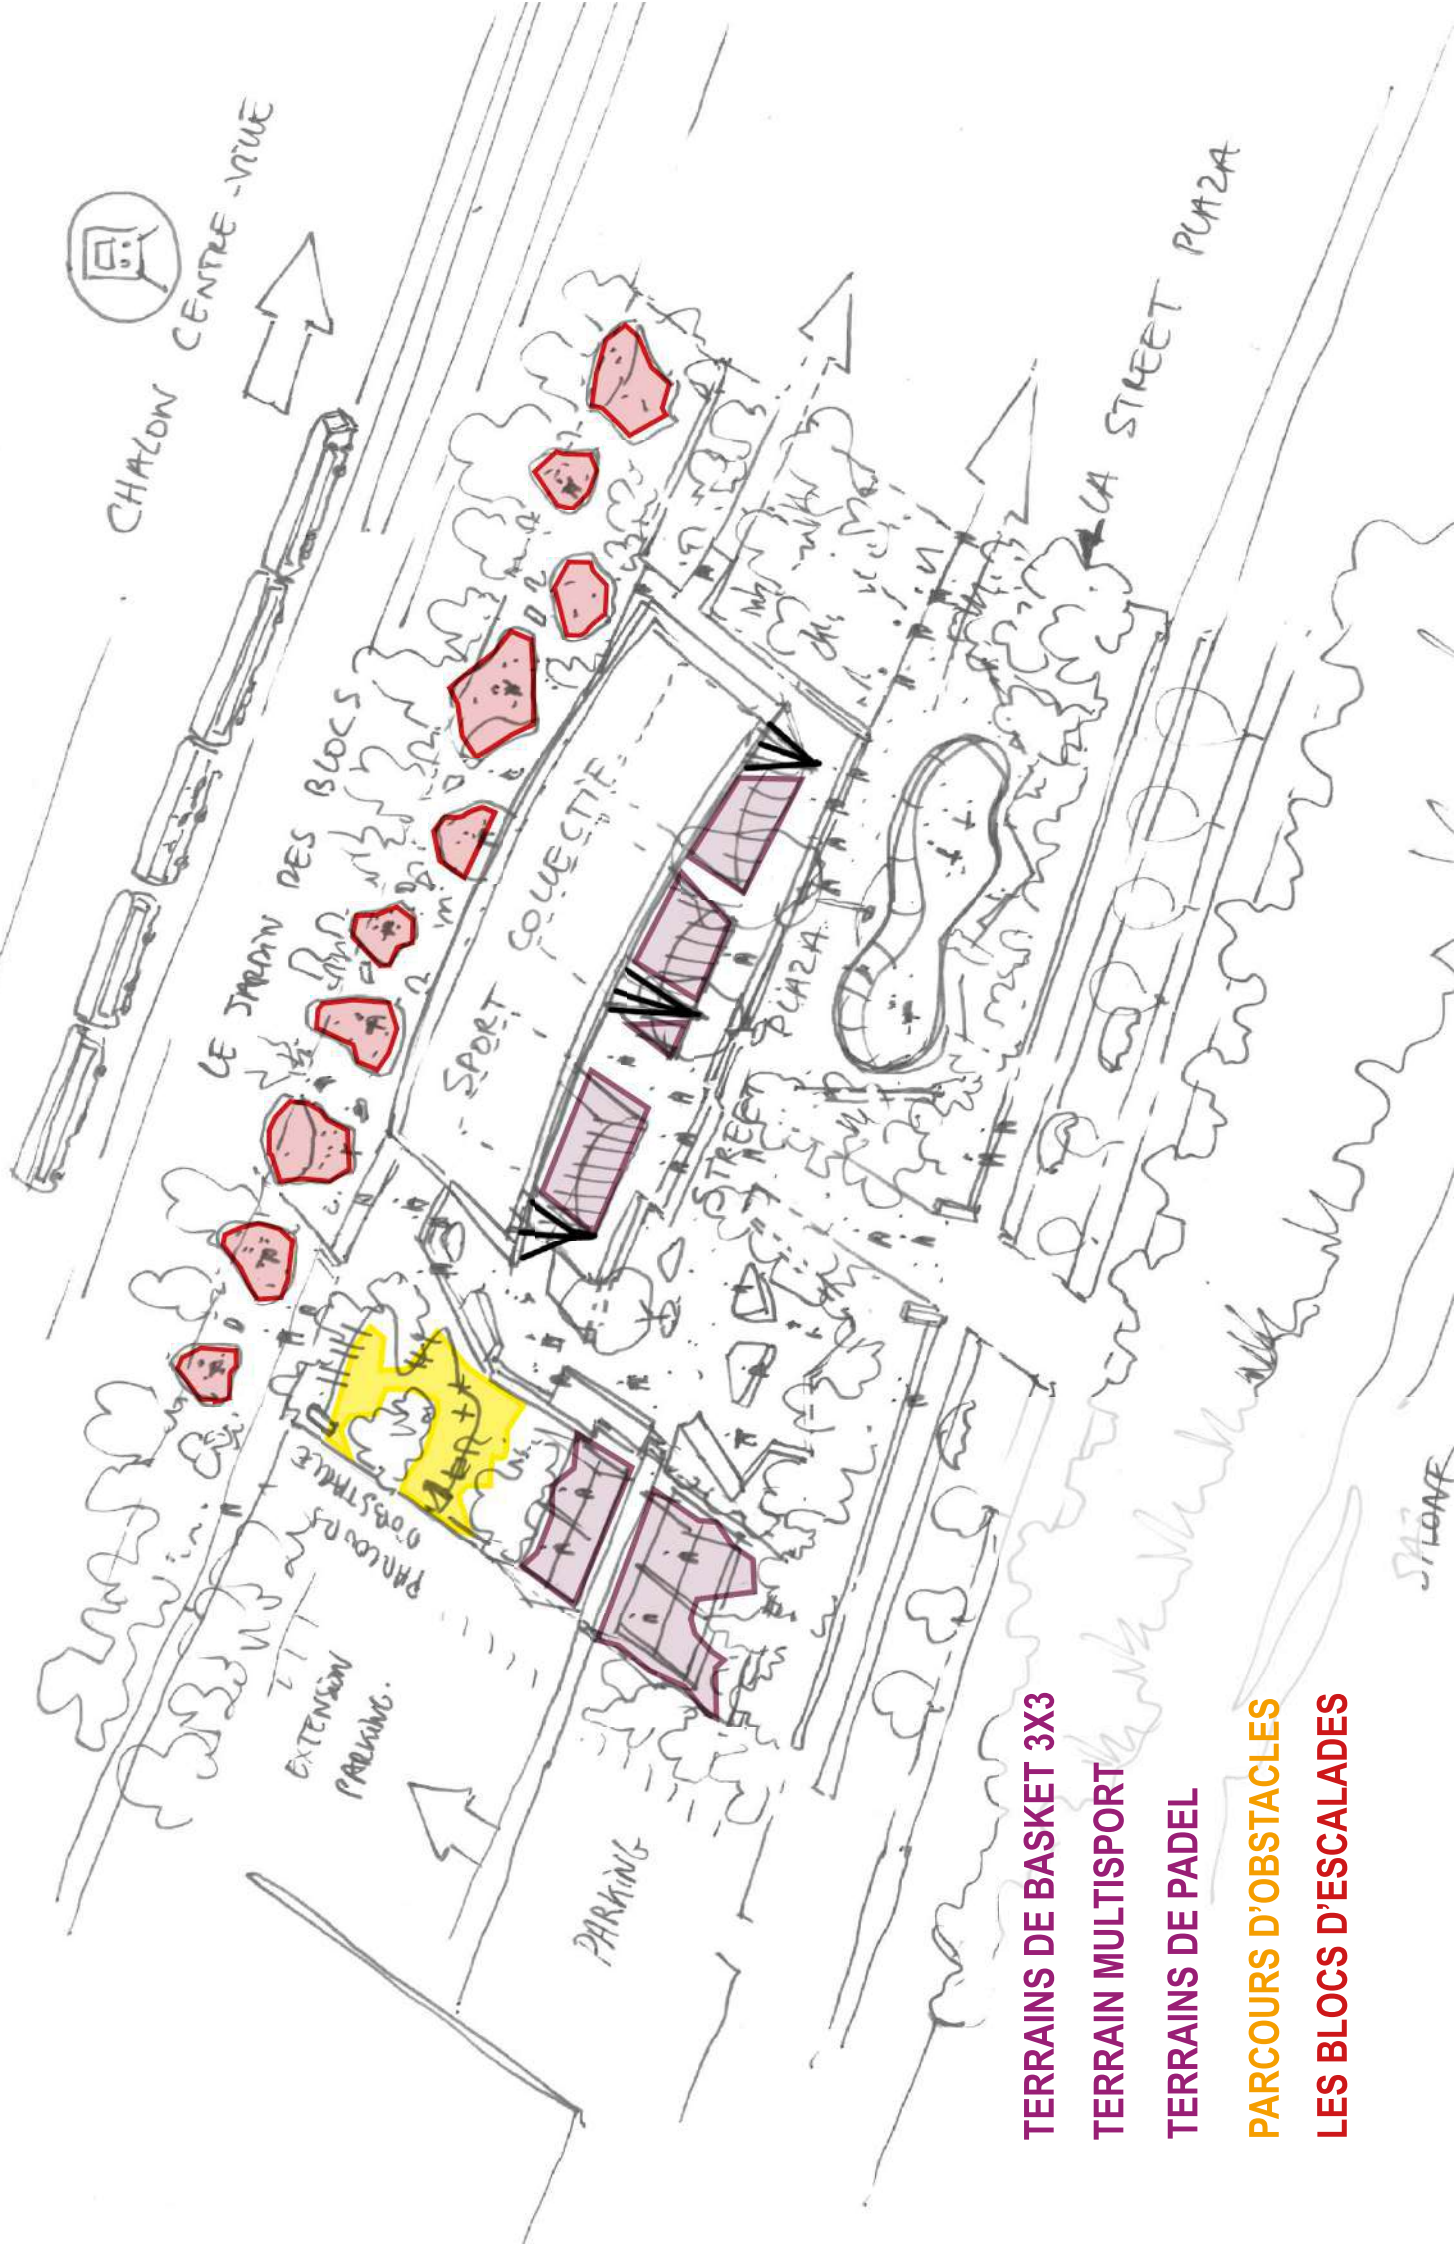 CHALON
CENTRE-VILLE
LE JARDIN DES BLOCS
SPORT COLLECTIF.
STREET PLAZA
LA STREET PLAZA
PARCOURS
D'OBSTACLE
EXTENSION
PARKING.
PARKING
SAÔNE
TERRAINS DE BASKET 3X3
TERRAIN MULTISPORT
TERRAINS DE PADEL
PARCOURS D'OBSTACLES
LES BLOCS D'ESCALADES